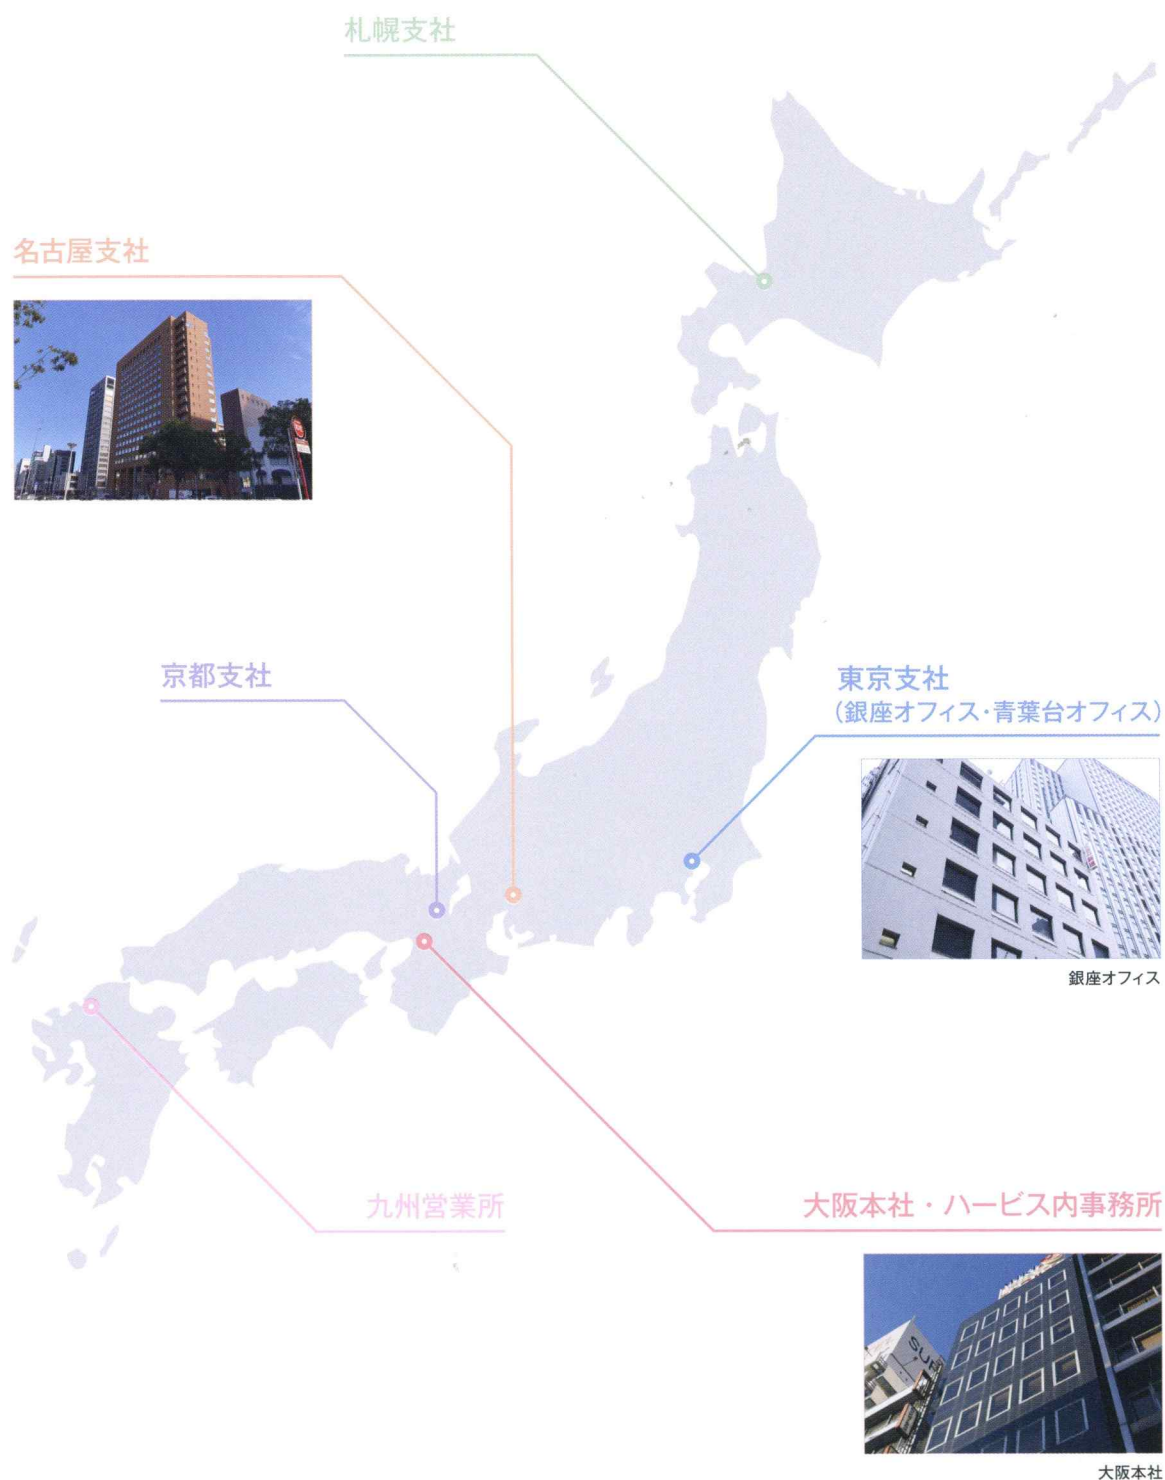 札幌支社
名古屋支社
京都支社
東京支社
（銀座オフィス・青葉台オフィス）
銀座オフィス
九州営業所
大阪本社・ハービス内事務所
SUP
大阪本社